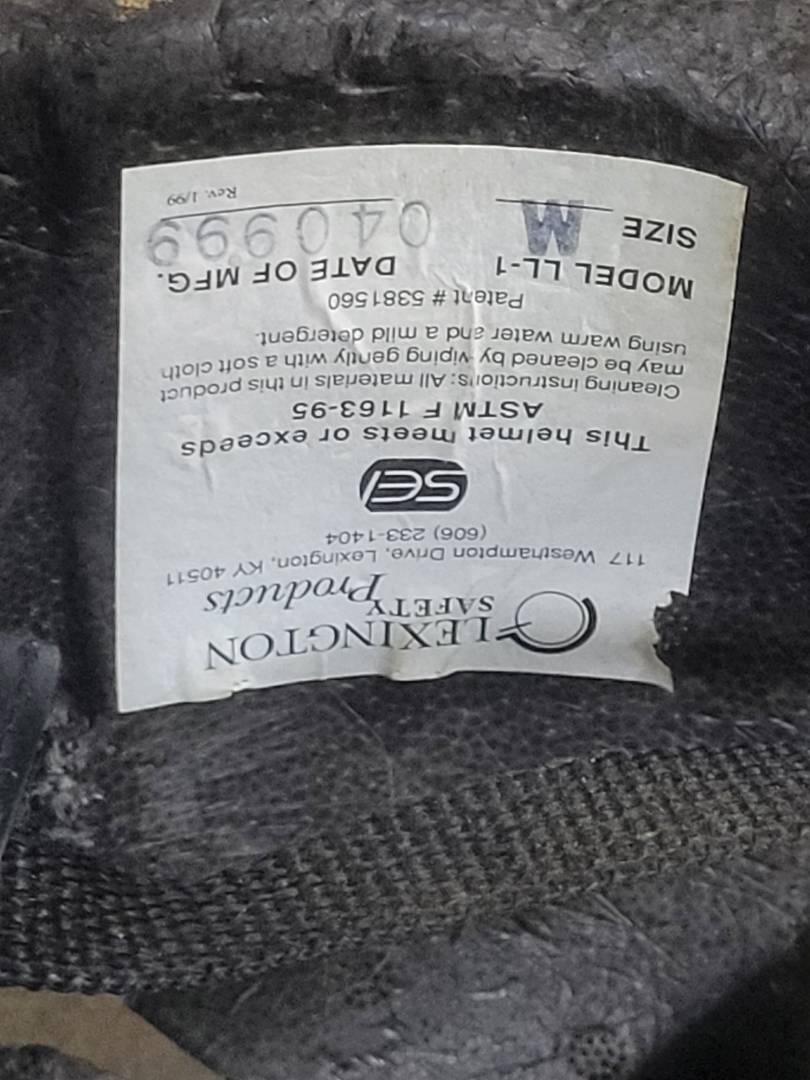 LEXINGTON
SAFETY
Products
117 Westhampton Drive, Lexington, KY 40511
(606) 233-1404
SEI
This helmet meets or exceeds
ASTM F 1163-95
Cleaning instructions: All materials in this product
may be cleaned by wiping gently with a soft cloth
using warm water and a mild detergent.
Patent # 5381560
MODEL LL-1 DATE OF MFG.
SIZE M 040999
Rev. 1/99